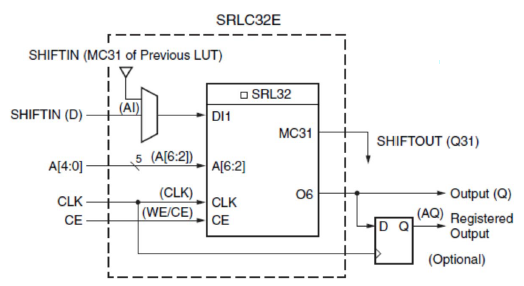 SRLC32E
SHIFTIN (MC31 of Previous LUT)
□ SRL32
SHIFTIN (D)
(AI)
DI1
MC31
SHIFTOUT (Q31)
A[4:0]
5
(A[6:2])
A[6:2]
CLK
(CLK)
CLK
O6
Output (Q)
CE
(WE/CE)
CE
D Q
(AQ)
Registered
Output
(Optional)